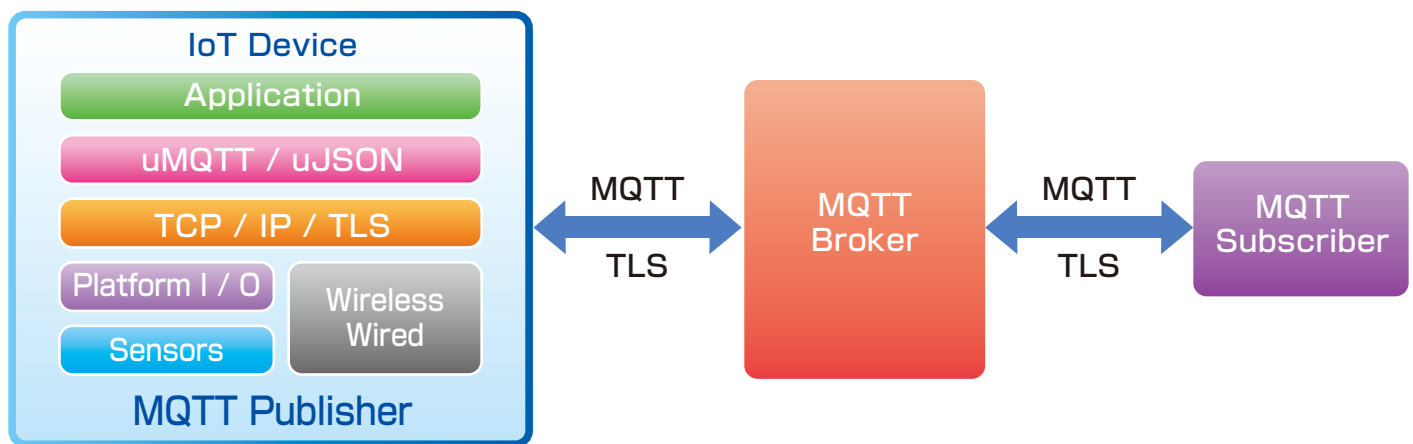 IoT Device
Application
uMQTT / uJSON
TCP / IP / TLS
Platform I / O
Sensors
Wireless
Wired
MQTT Publisher
MQTT
TLS
MQTT
Broker
MQTT
TLS
MQTT
Subscriber